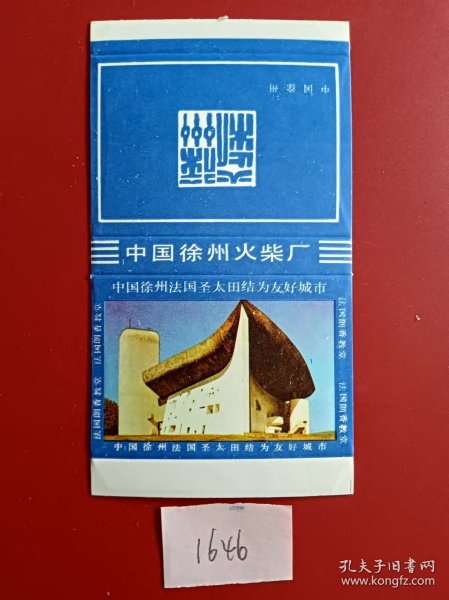 中国徐州
中国徐州火柴厂
中国徐州法国圣太田结为友好城市
法国朗香教堂
法国朗香教堂
法国朗香教堂
法国朗香教堂
中国徐州法国圣太田结为友好城市
1646
孔夫子旧书网
www.kongfz.com